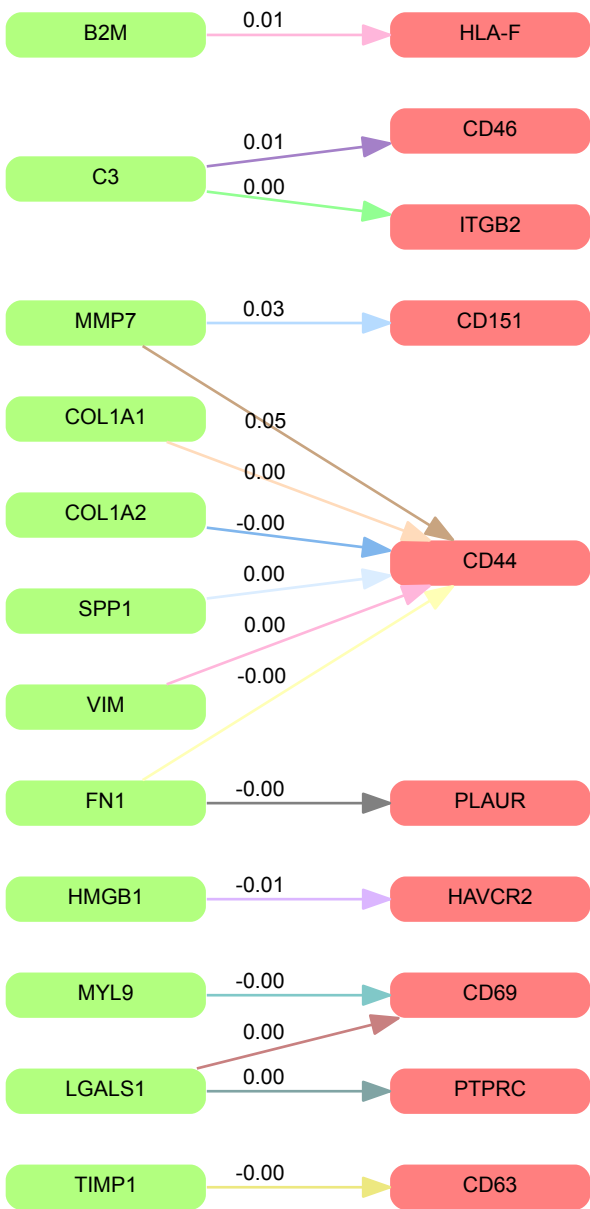 B2M
0.01
HLA-F
C3
0.01
CD46
0.00
ITGB2
MMP7
0.03
CD151
COL1A1
0.05
0.00
COL1A2
-0.00
CD44
SPP1
0.00
VIM
0.00
-0.00
FN1
-0.00
PLAUR
HMGB1
-0.01
HAVCR2
MYL9
-0.00
CD69
0.00
LGALS1
0.00
PTPRC
TIMP1
-0.00
CD63